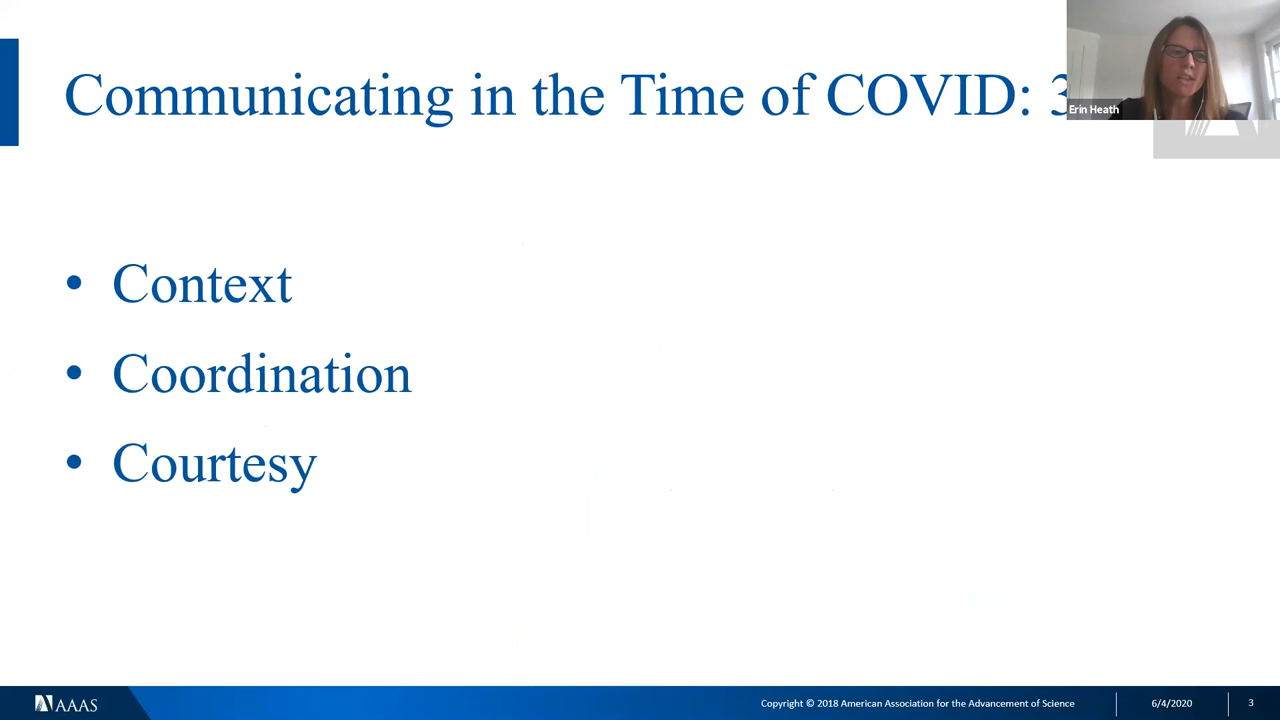 Communicating in the Time of COVID: 3
Erin Heath
• Context
• Coordination
• Courtesy
AAAS
Copyright © 2018 American Association for the Advancement of Science
6/4/2020
3